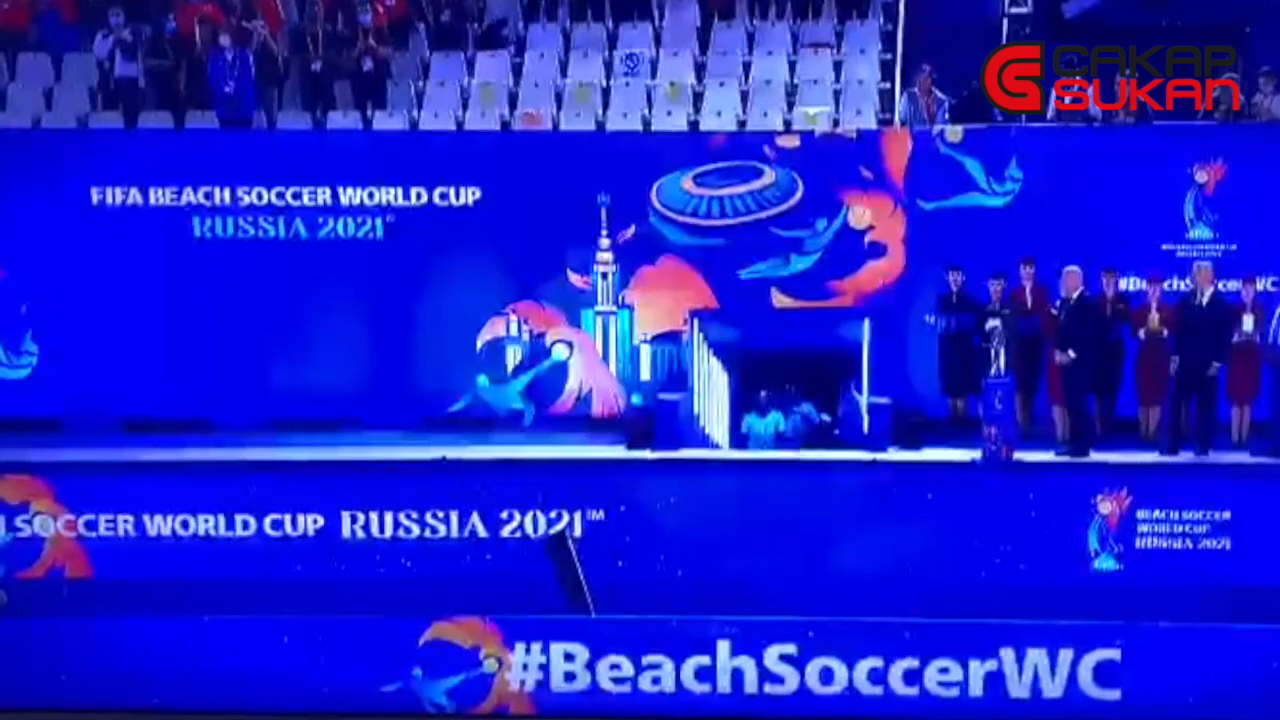 CAKAP
SUKAN
FIFA BEACH SOCCER WORLD CUP
RUSSIA 2021
#BeachSoccerWC
SOCCER WORLD CUP RUSSIA 2021™
BEACH SOCCER
WORLD CUP
RUSSIA 2021
#BeachSoccerWC